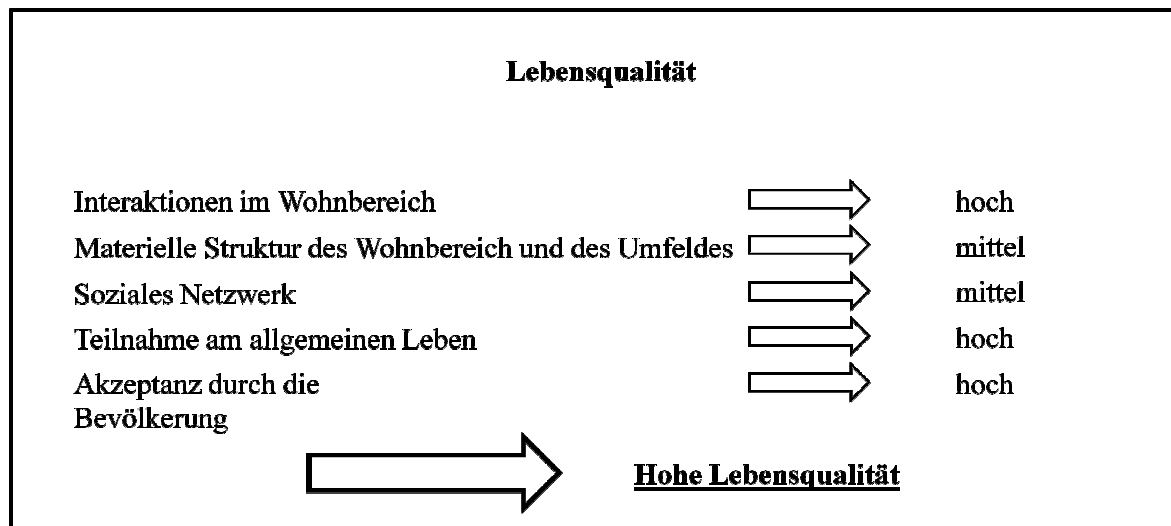 Lebensqualität
Interaktionen im Wohnbereich hoch
Materielle Struktur des Wohnbereich und des Umfeldes mittel
Soziales Netzwerk mittel
Teilnahme am allgemeinen Leben hoch
Akzeptanz durch die hoch
Bevölkerung
Hohe Lebensqualität